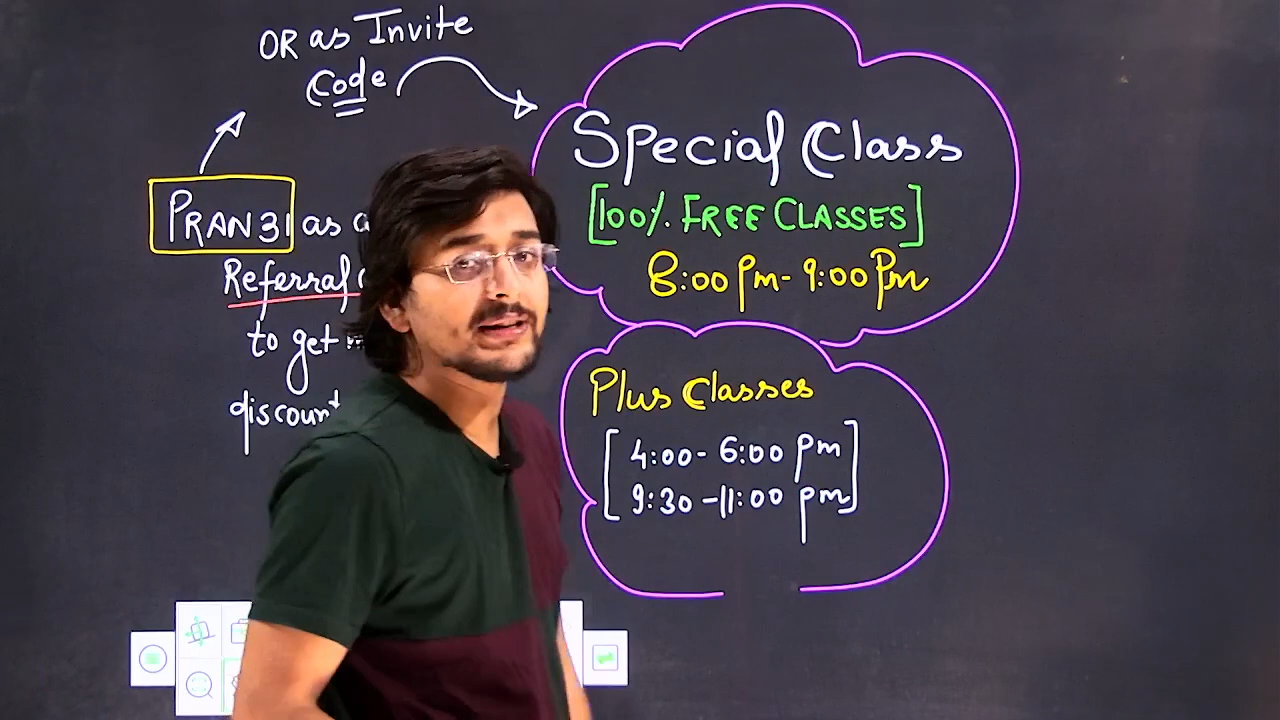 OR as Invite
Code
PRAN31 as a
Referral
to get
discount
Special Class
[100% FREE CLASSES]
8:00 Pm - 9:00 Pm
Plus Classes
[4:00 - 6:00 pm
9:30 - 11:00 pm]